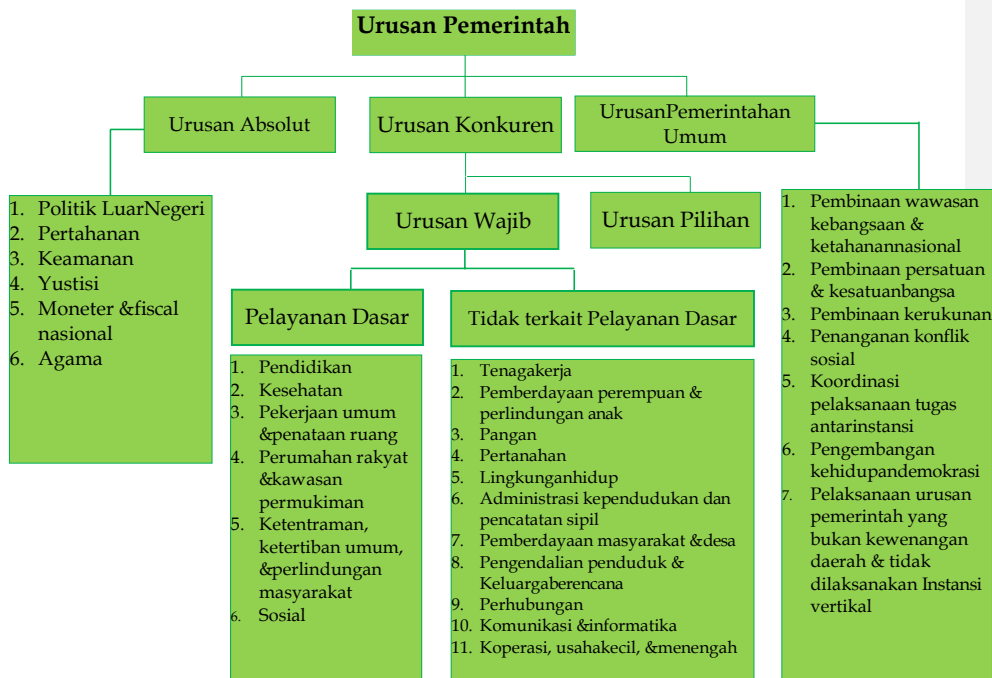 Urusan Pemerintah
Urusan Absolut
Urusan Konkuren
UrusanPemerintahan
Umum
1. Politik LuarNegeri
2. Pertahanan
3. Keamanan
4. Yustisi
5. Moneter &fiscal
nasional
6. Agama
Urusan Wajib
Urusan Pilihan
Pelayanan Dasar
Tidak terkait Pelayanan Dasar
1. Pendidikan
2. Kesehatan
3. Pekerjaan umum
&penataan ruang
4. Perumahan rakyat
&kawasan
permukiman
5. Ketentraman,
ketertiban umum,
&perlindungan
masyarakat
6. Sosial
1. Tenagakerja
2. Pemberdayaan perempuan &
perlindungan anak
3. Pangan
4. Pertanahan
5. Lingkunganhidup
6. Administrasi kependudukan dan
pencatatan sipil
7. Pemberdayaan masyarakat &desa
8. Pengendalian penduduk &
Keluargaberencana
9. Perhubungan
10. Komunikasi &informatika
11. Koperasi, usahakecil, &menengah
1. Pembinaan wawasan
kebangsaan &
ketahanannasional
2. Pembinaan persatuan
& kesatuanbangsa
3. Pembinaan kerukunan
4. Penanganan konflik
sosial
5. Koordinasi
pelaksanaan tugas
antarinstansi
6. Pengembangan
kehidupandemokrasi
7. Pelaksanaan urusan
pemerintah yang
bukan kewenangan
daerah & tidak
dilaksanakan Instansi
vertikal